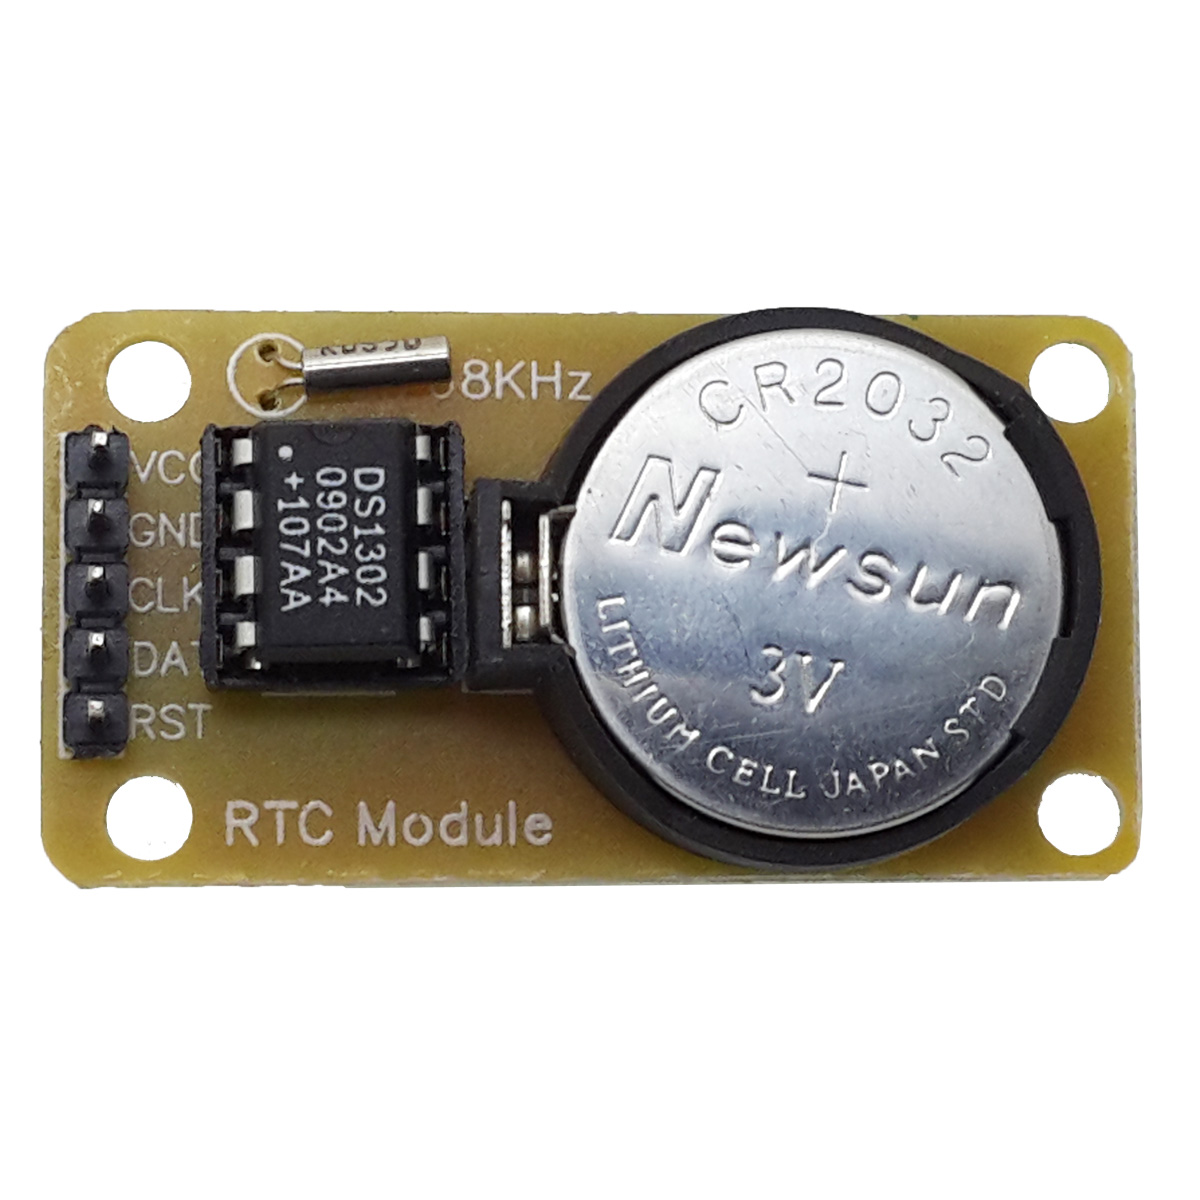 8KHz
VCC
GND
CLK
DAT
RST
DS1302
0902A4
+107AA
RTC Module
CR2032
+
Newsun
3V
LITHIUM CELL JAPAN STD